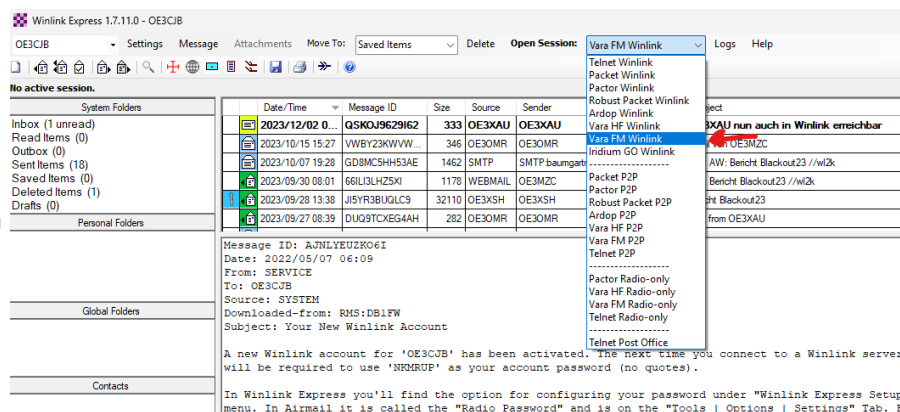 Winlink Express 1.7.11.0 - OE3CJB
OE3CJB Settings Message Attachments Move To: Saved Items Delete Open Session: Vara FM Winlink Logs Help
No active session.
System Folders
Inbox (1 unread)
Read Items (0)
Outbox (0)
Sent Items (18)
Saved Items (0)
Deleted Items (1)
Drafts (0)
Personal Folders
Global Folders
Contacts
Date/Time Message ID Size Source Sender ject
2023/12/02 0... QSKOJ9629I62 333 OE3XAU OE3XAU 3XAU nun auch in Winlink erreichbar
2023/10/15 15:27 VWBY23KWVW... 346 OE3OMR OE3OMR OE3MZC
2023/10/07 19:28 GD8MC5HH53AE 1462 SMTP SMTP:baumgart AW: Bericht Blackout23 //wl2k
2023/09/30 08:01 66ILI3LHZ5XI 1178 WEBMAIL OE3MZC Bericht Blackout23 //wl2k
2023/09/28 13:38 JI5YR3BUQLC9 32110 OE3XSH OE3XSH cht Blackout23
2023/09/27 08:39 DUQ9TCXEG4AH 282 OE3OMR OE3OMR from OE3XAU
Telnet Winlink
Packet Winlink
Pactor Winlink
Robust Packet Winlink
Ardop Winlink
Vara HF Winlink
Vara FM Winlink
Iridium GO Winlink
-------------------
Packet P2P
Pactor P2P
Robust Packet P2P
Ardop P2P
Vara HF P2P
Vara FM P2P
Telnet P2P
-------------------
Pactor Radio-only
Vara HF Radio-only
Vara FM Radio-only
Telnet Radio-only
-------------------
Telnet Post Office
Message ID: AJNLYEUZKO6I
Date: 2022/05/07 06:09
From: SERVICE
To: OE3CJB
Source: SYSTEM
Downloaded-from: RMS:DB1FW
Subject: Your New Winlink Account
A new Winlink account for 'OE3CJB' has been activated. The next time you connect to a Winlink server
will be required to use 'NKMRUP' as your account password (no quotes).
In Winlink Express you'll find the option for configuring your password under "Winlink Express Setup
menu. In Airmail it is called the "Radio Password" and is on the "Tools | Options | Settings" Tab.